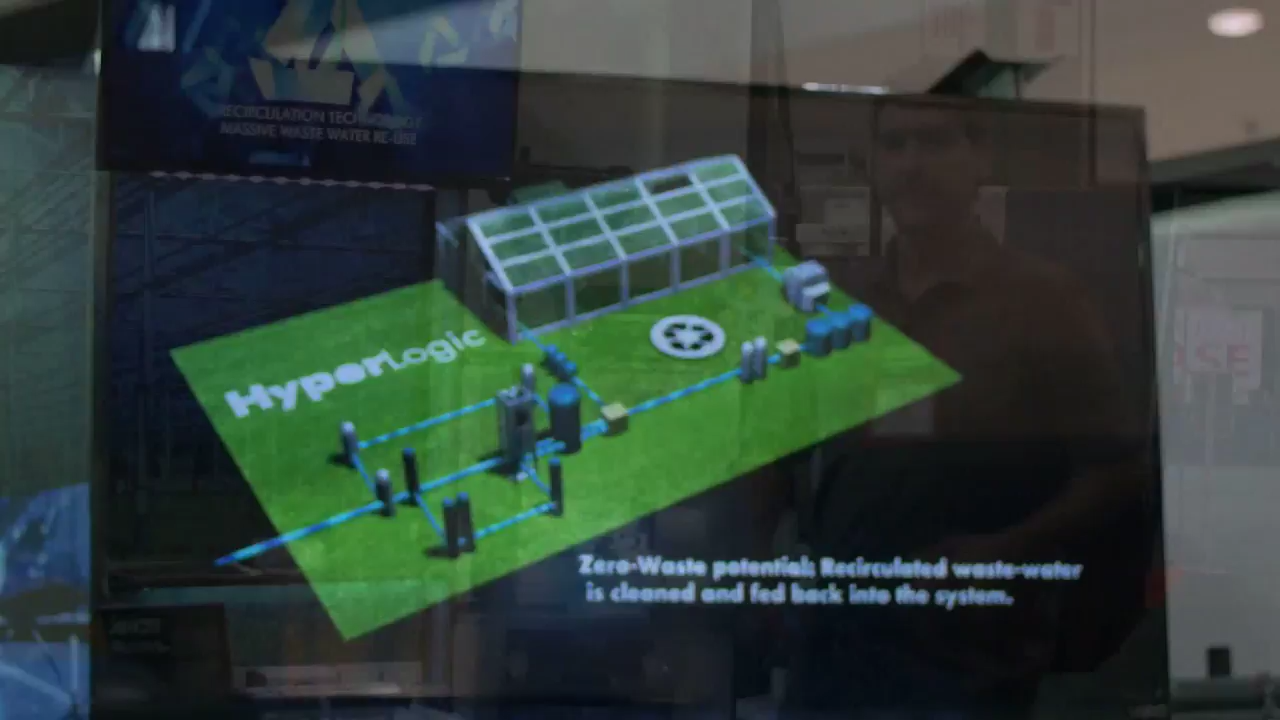 RECIRCULATION TECHNOLOGY
MASSIVE WASTE WATER RE-USE
HyperLogic
Zero-Waste potential: Recirculated waste-water
is cleaned and fed back into the system.